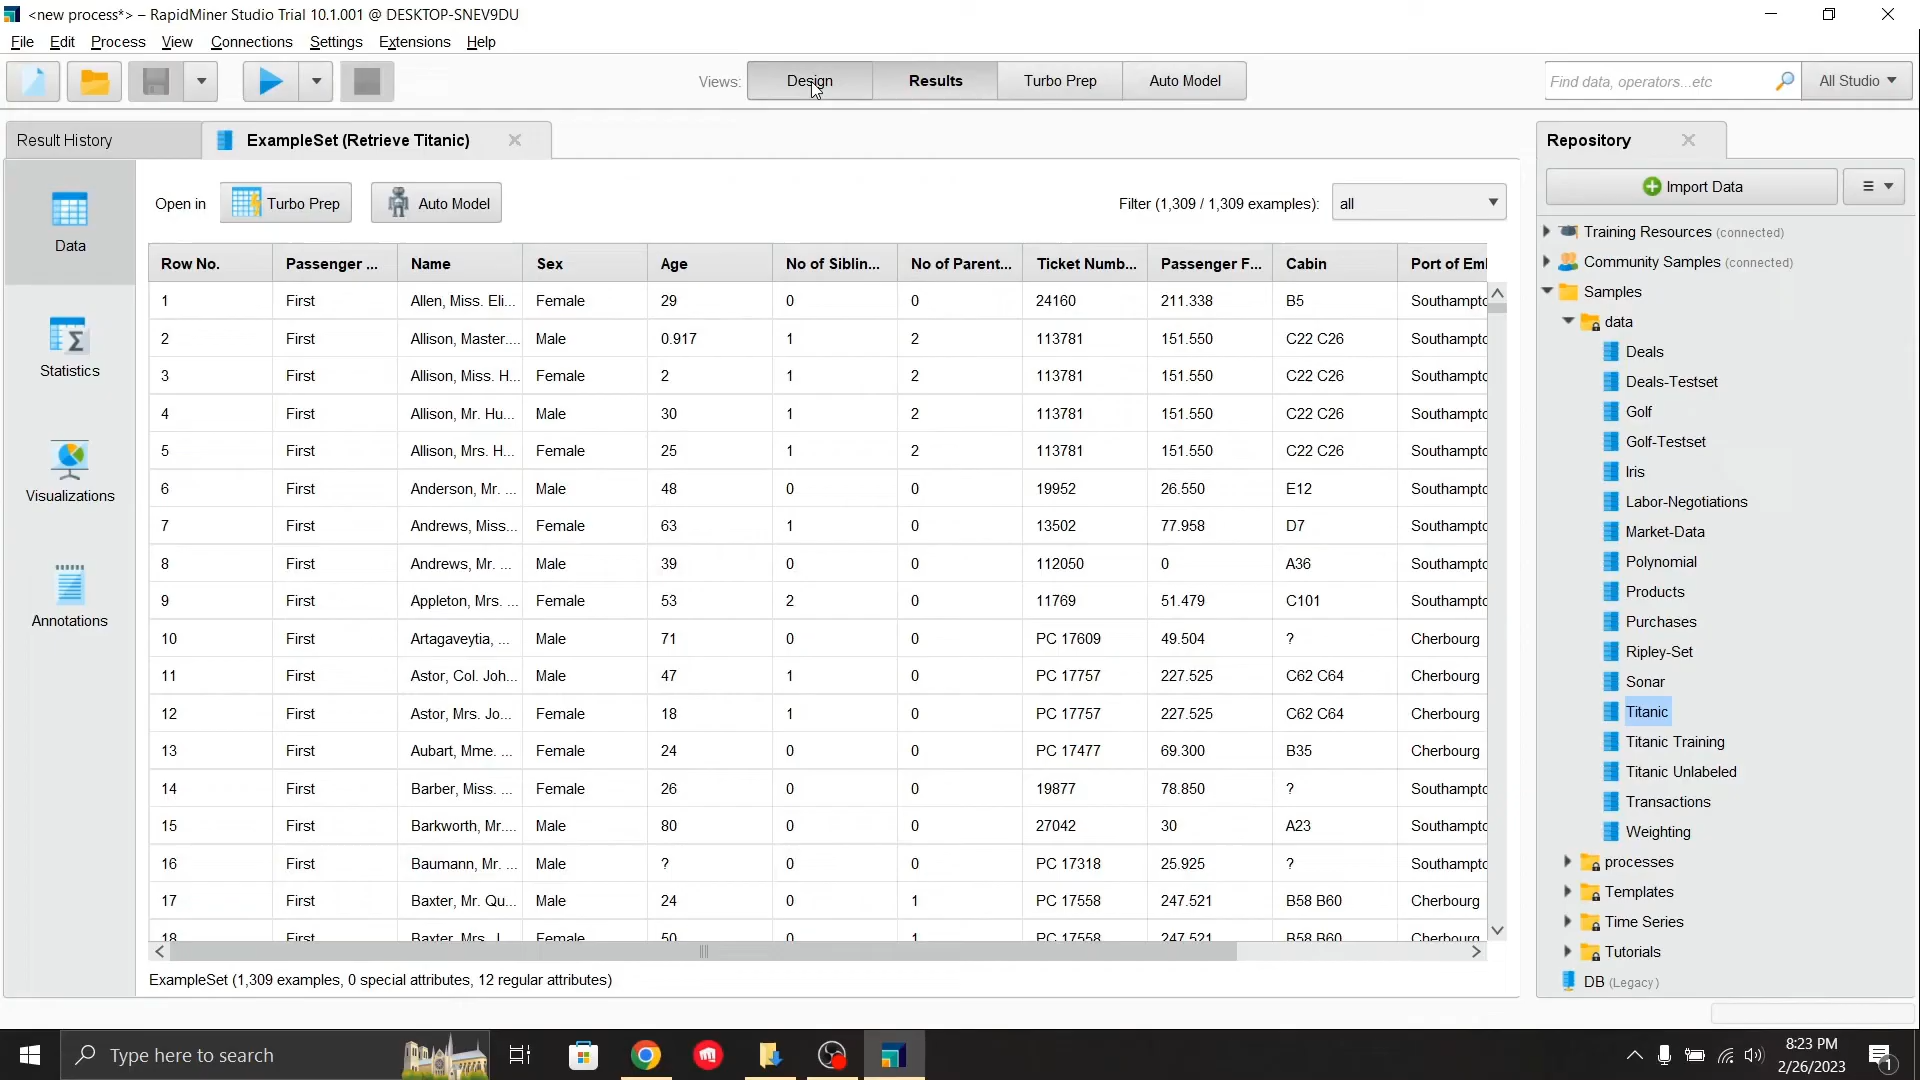 <new process*> – RapidMiner Studio Trial 10.1.001 @ DESKTOP-SNEV9DU
File Edit Process View Connections Settings Extensions Help
Views: Design Results Turbo Prep Auto Model Find data, operators...etc All Studio
Result History ExampleSet (Retrieve Titanic) Repository
Open in Turbo Prep Auto Model Filter (1,309 / 1,309 examples): all
Import Data
Data
Statistics
Visualizations
Annotations
Row No. Passenger ... Name Sex Age No of Siblin... No of Parent... Ticket Numb... Passenger F... Cabin Port of Em
1 First Allen, Miss. Eli... Female 29 0 0 24160 211.338 B5 Southampto
2 First Allison, Master.... Male 0.917 1 2 113781 151.550 C22 C26 Southampto
3 First Allison, Miss. H... Female 2 1 2 113781 151.550 C22 C26 Southampto
4 First Allison, Mr. Hu... Male 30 1 2 113781 151.550 C22 C26 Southampto
5 First Allison, Mrs. H... Female 25 1 2 113781 151.550 C22 C26 Southampto
6 First Anderson, Mr. ... Male 48 0 0 19952 26.550 E12 Southampto
7 First Andrews, Miss... Female 63 1 0 13502 77.958 D7 Southampto
8 First Andrews, Mr. ... Male 39 0 0 112050 0 A36 Southampto
9 First Appleton, Mrs. ... Female 53 2 0 11769 51.479 C101 Southampto
10 First Artagaveytia, ... Male 71 0 0 PC 17609 49.504 ? Cherbourg
11 First Astor, Col. Joh... Male 47 1 0 PC 17757 227.525 C62 C64 Cherbourg
12 First Astor, Mrs. Jo... Female 18 1 0 PC 17757 227.525 C62 C64 Cherbourg
13 First Aubart, Mme. ... Female 24 0 0 PC 17477 69.300 B35 Cherbourg
14 First Barber, Miss. ... Female 26 0 0 19877 78.850 ? Southampto
15 First Barkworth, Mr.... Male 80 0 0 27042 30 A23 Southampto
16 First Baumann, Mr. ... Male ? 0 0 PC 17318 25.925 ? Southampto
17 First Baxter, Mr. Qu... Male 24 0 1 PC 17558 247.521 B58 B60 Cherbourg
18 First Baxter, Mrs. J... Female 50 0 1 PC 17558 247.521 B58 B60 Cherbourg
ExampleSet (1,309 examples, 0 special attributes, 12 regular attributes)
Training Resources (connected)
Community Samples (connected)
Samples
data
Deals
Deals-Testset
Golf
Golf-Testset
Iris
Labor-Negotiations
Market-Data
Polynomial
Products
Purchases
Ripley-Set
Sonar
Titanic
Titanic Training
Titanic Unlabeled
Transactions
Weighting
processes
Templates
Time Series
Tutorials
DB (Legacy)
Type here to search
8:23 PM
2/26/2023
1